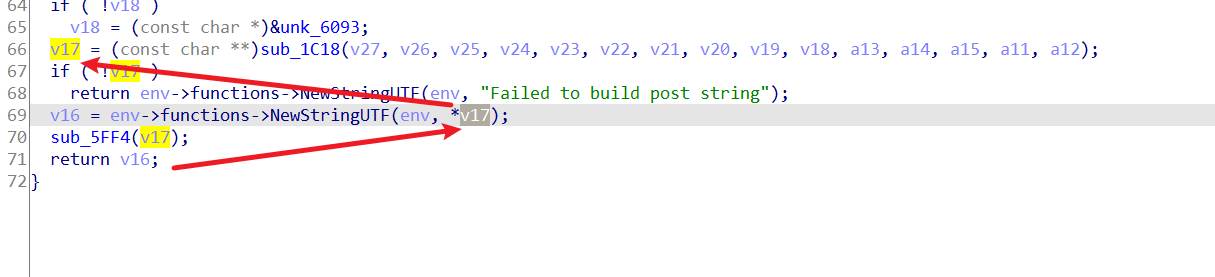 64 if ( !v18 )
65 v18 = (const char *)&unk_6093;
66 v17 = (const char **)sub_1C18(v27, v26, v25, v24, v23, v22, v21, v20, v19, v18, a13, a14, a15, a11, a12);
67 if ( !v17 )
68 return env->functions->NewStringUTF(env, "Failed to build post string");
69 v16 = env->functions->NewStringUTF(env, *v17);
70 sub_5FF4(v17);
71 return v16;
72 }